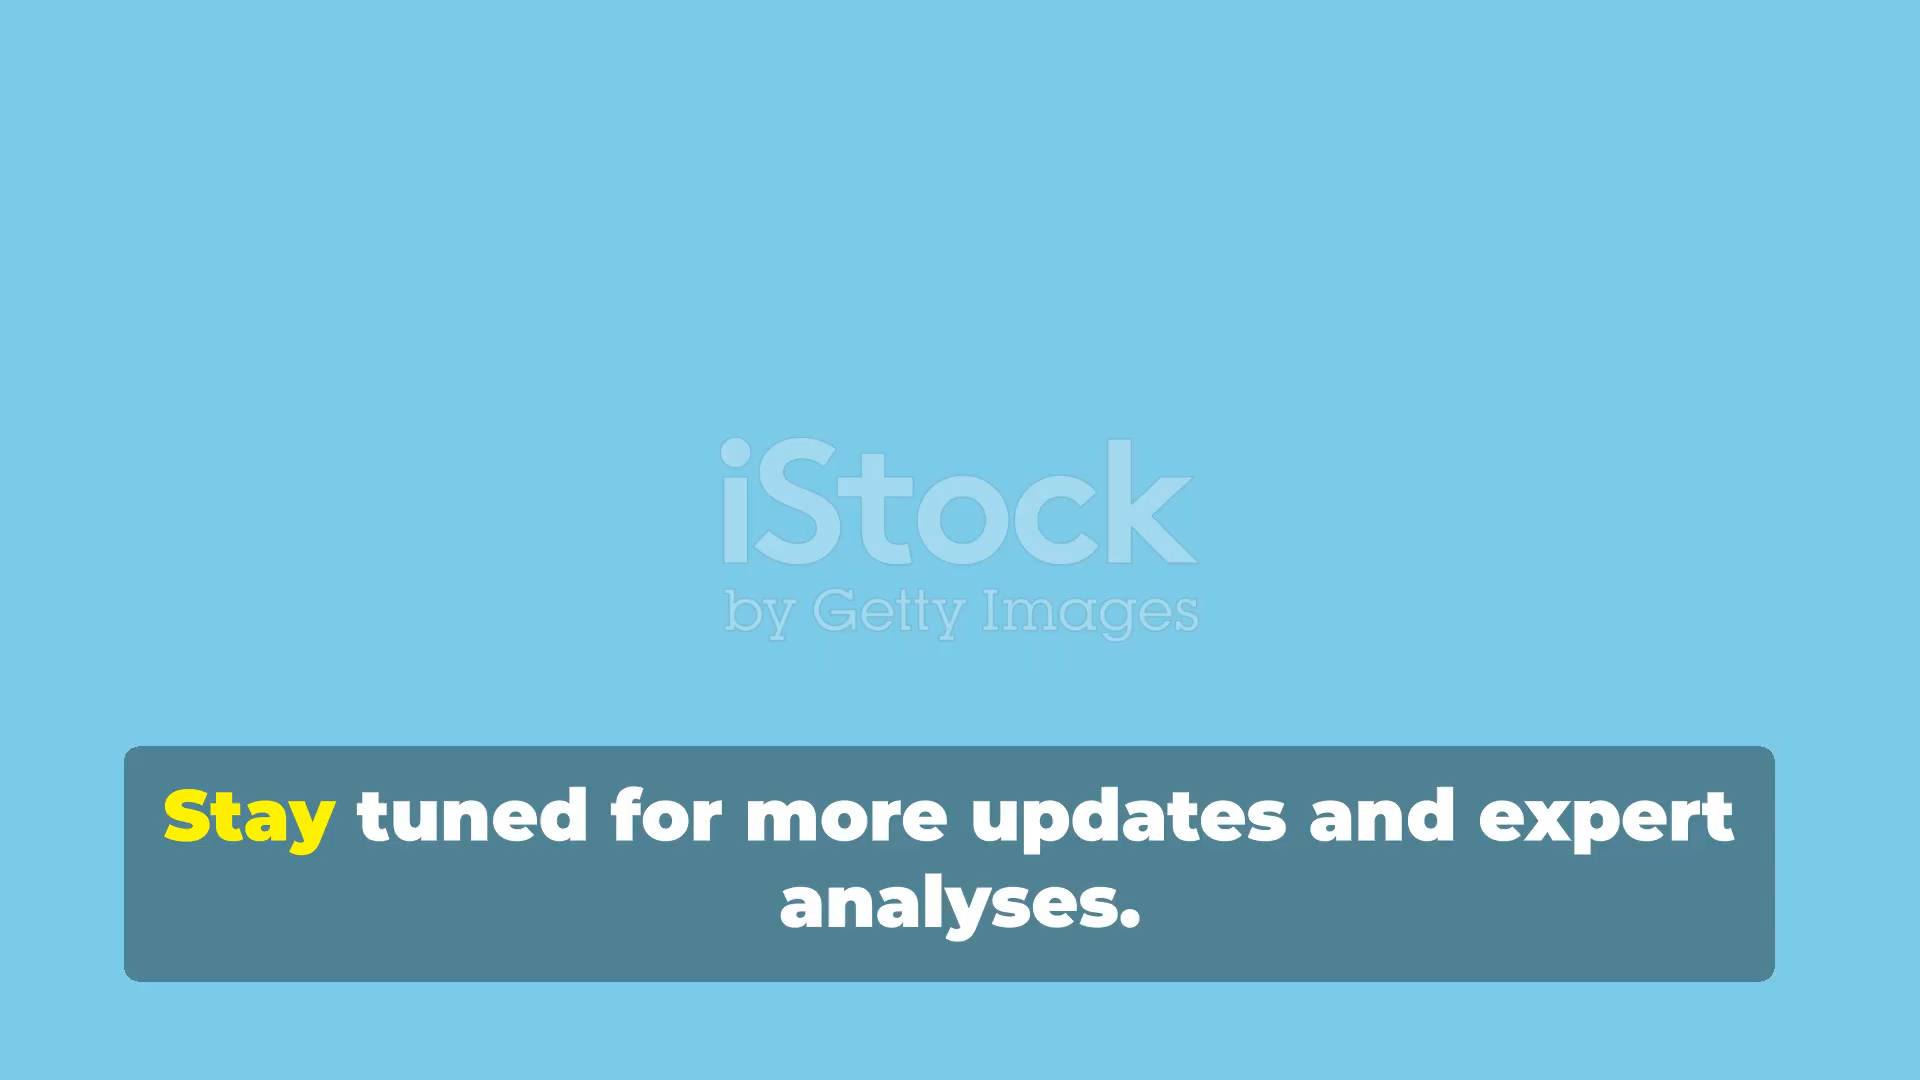 iStock
by Getty Images
Stay tuned for more updates and expert
analyses.